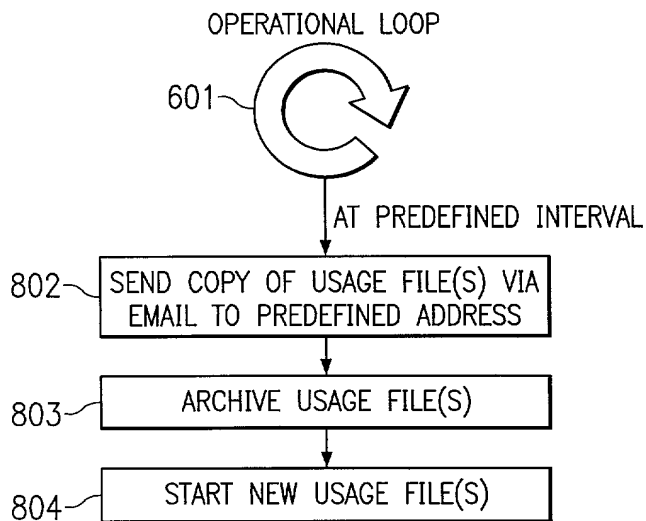 OPERATIONAL LOOP
601
AT PREDEFINED INTERVAL
802
SEND COPY OF USAGE FILE(S) VIA
EMAIL TO PREDEFINED ADDRESS
803
ARCHIVE USAGE FILE(S)
804
START NEW USAGE FILE(S)